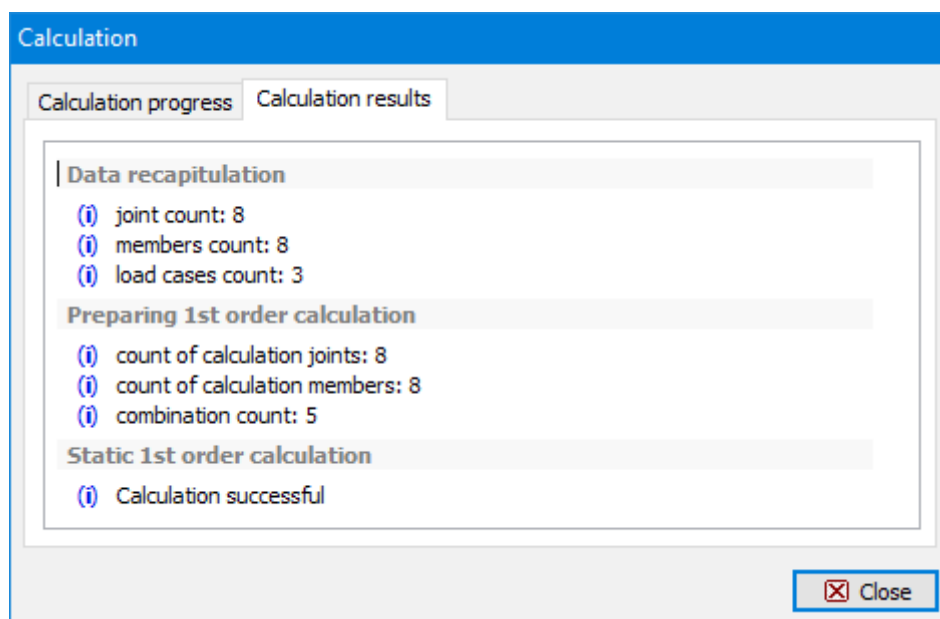 Calculation
Calculation progress
Calculation results
Data recapitulation
(i) joint count: 8
(i) members count: 8
(i) load cases count: 3
Preparing 1st order calculation
(i) count of calculation joints: 8
(i) count of calculation members: 8
(i) combination count: 5
Static 1st order calculation
(i) Calculation successful
Close